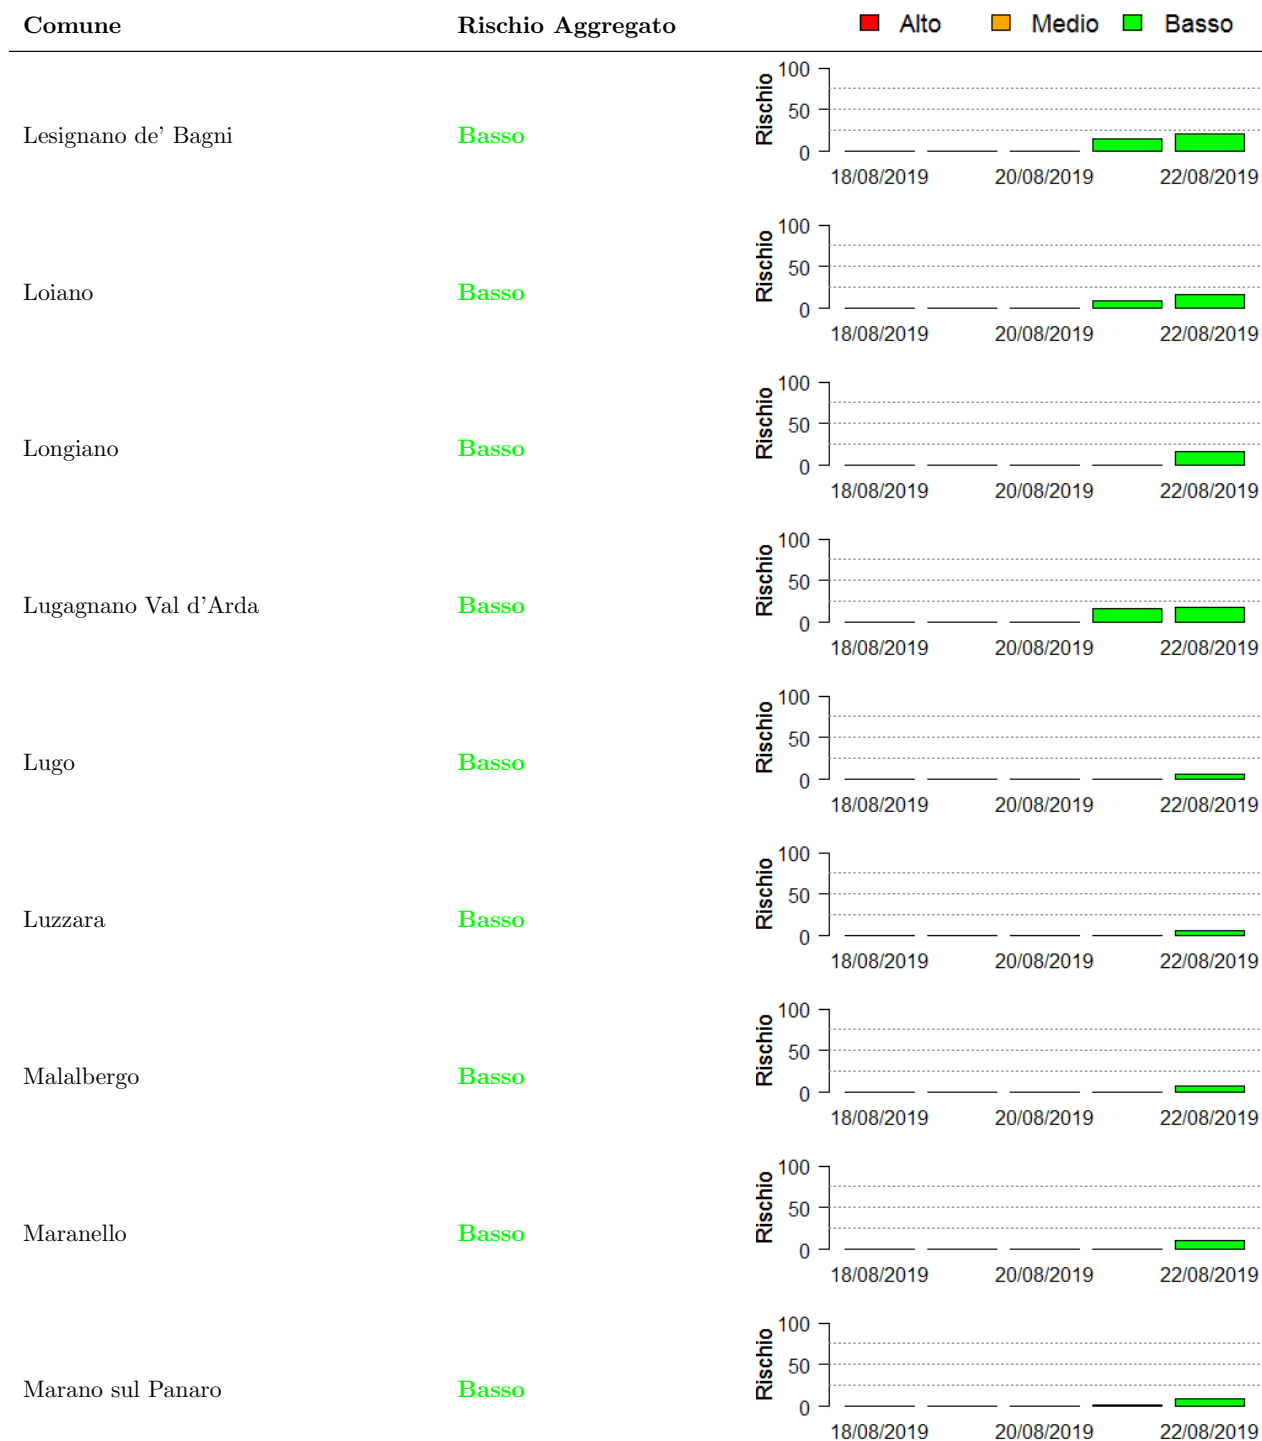 Comune Rischio Aggregato Alto Medio Basso
Lesignano de' Bagni Basso Rischio 100 50 0
18/08/2019 20/08/2019 22/08/2019
Loiano Basso Rischio 100 50 0
18/08/2019 20/08/2019 22/08/2019
Longiano Basso Rischio 100 50 0
18/08/2019 20/08/2019 22/08/2019
Lugagnano Val d'Arda Basso Rischio 100 50 0
18/08/2019 20/08/2019 22/08/2019
Lugo Basso Rischio 100 50 0
18/08/2019 20/08/2019 22/08/2019
Luzzara Basso Rischio 100 50 0
18/08/2019 20/08/2019 22/08/2019
Malalbergo Basso Rischio 100 50 0
18/08/2019 20/08/2019 22/08/2019
Maranello Basso Rischio 100 50 0
18/08/2019 20/08/2019 22/08/2019
Marano sul Panaro Basso Rischio 100 50 0
18/08/2019 20/08/2019 22/08/2019